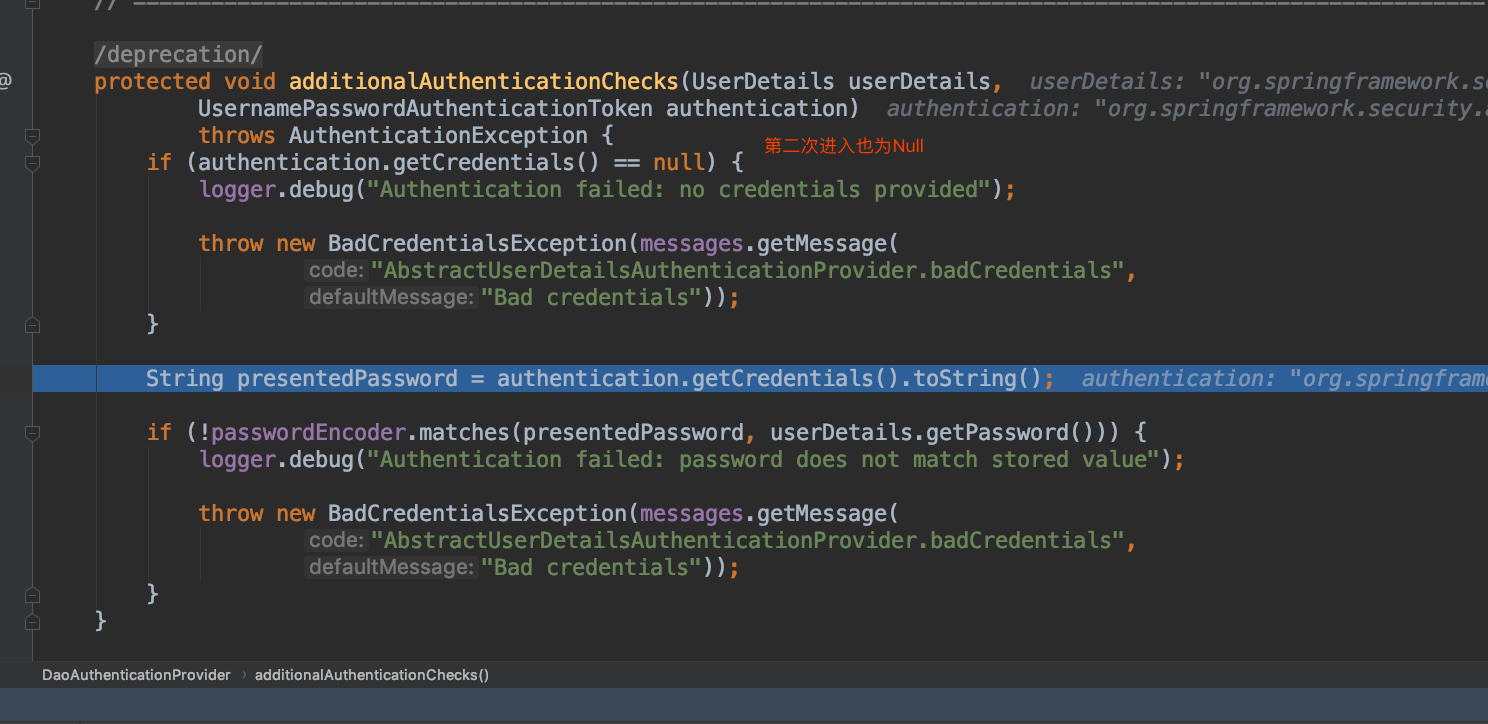 // ------------------------------------------------------------
/deprecation/
@
protected void additionalAuthenticationChecks(UserDetails userDetails, userDetails: "org.springframework.s
UsernamePasswordAuthenticationToken authentication) authentication: "org.springframework.security.
throws AuthenticationException {
第二次进入也为Null
if (authentication.getCredentials() == null) {
logger.debug("Authentication failed: no credentials provided");
throw new BadCredentialsException(messages.getMessage(
code: "AbstractUserDetailsAuthenticationProvider.badCredentials",
defaultMessage: "Bad credentials"));
}
String presentedPassword = authentication.getCredentials().toString(); authentication: "org.springfram
if (!passwordEncoder.matches(presentedPassword, userDetails.getPassword())) {
logger.debug("Authentication failed: password does not match stored value");
throw new BadCredentialsException(messages.getMessage(
code: "AbstractUserDetailsAuthenticationProvider.badCredentials",
defaultMessage: "Bad credentials"));
}
}
DaoAuthenticationProvider › additionalAuthenticationChecks()